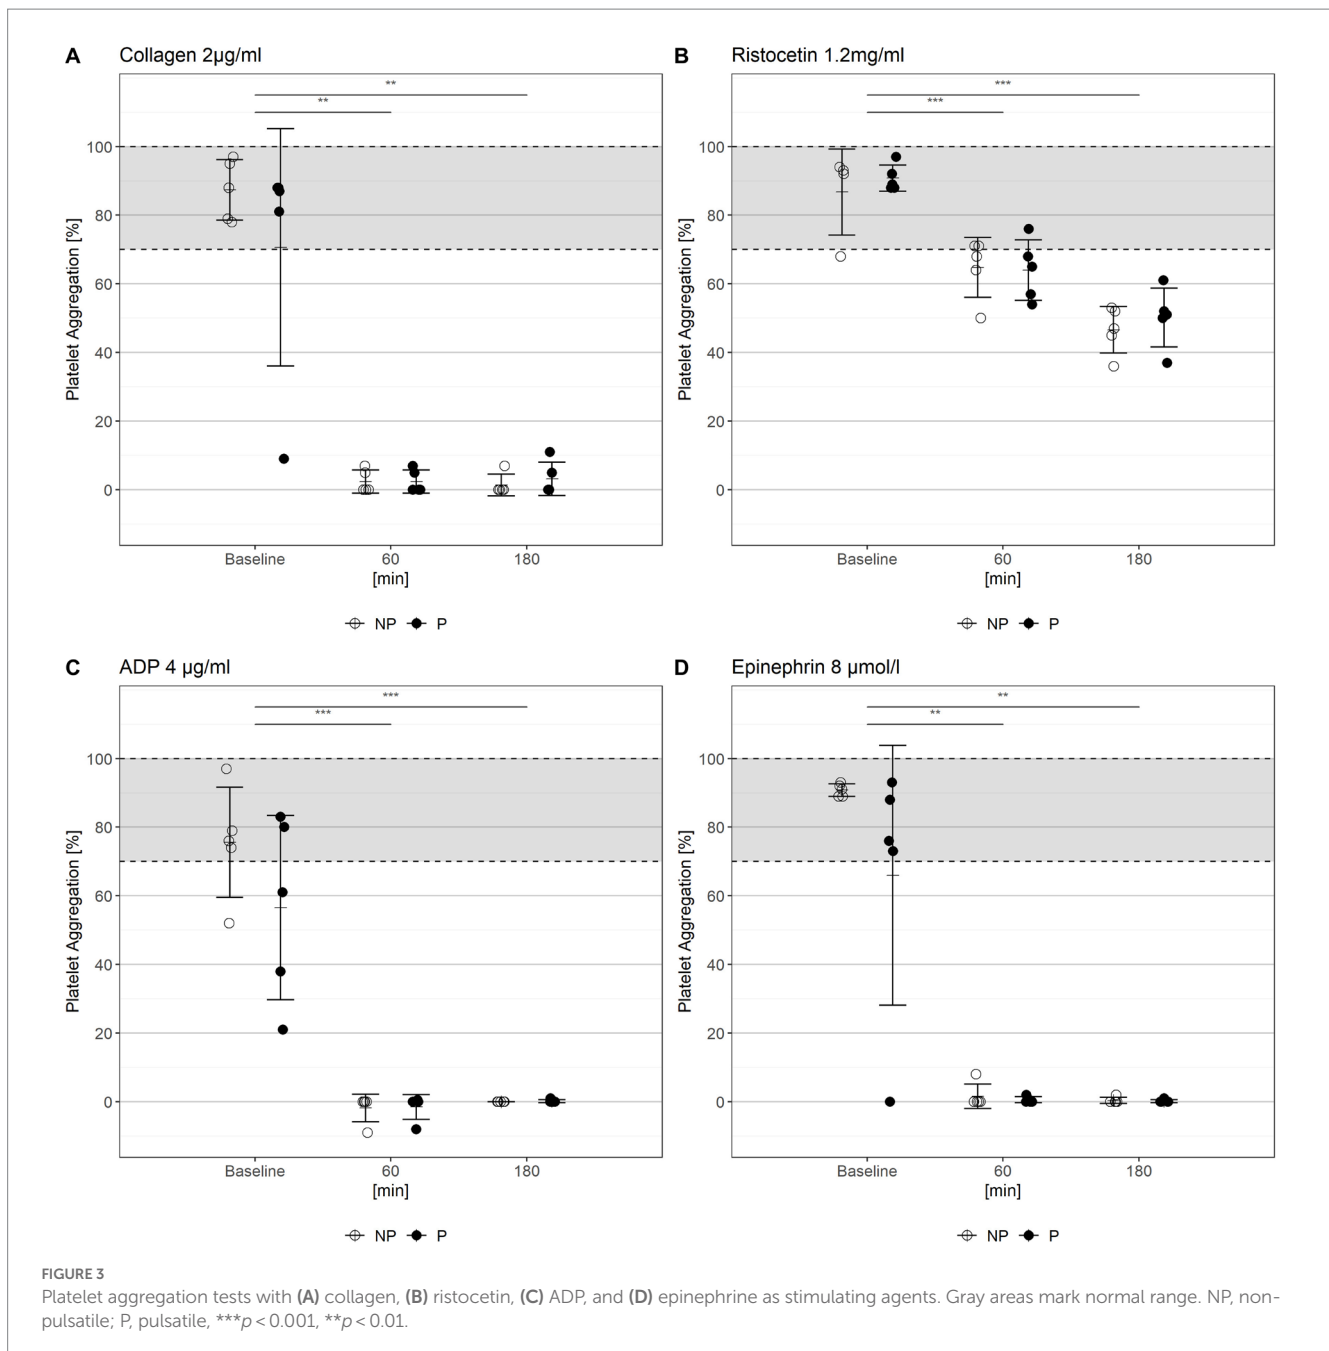 A Collagen 2µg/ml
** 
**
Platelet Aggregation [%]
100
80
60
40
20
0
Baseline 60 180
[min]
NP P
B Ristocetin 1.2mg/ml
***
***
Platelet Aggregation [%]
100
80
60
40
20
0
Baseline 60 180
[min]
NP P
C ADP 4 µg/ml
***
***
Platelet Aggregation [%]
100
80
60
40
20
0
Baseline 60 180
[min]
NP P
D Epinephrin 8 µmol/l
**
**
Platelet Aggregation [%]
100
80
60
40
20
0
Baseline 60 180
[min]
NP P
FIGURE 3
Platelet aggregation tests with (A) collagen, (B) ristocetin, (C) ADP, and (D) epinephrine as stimulating agents. Gray areas mark normal range. NP, non-
pulsatile; P, pulsatile, ***p < 0.001, **p < 0.01.